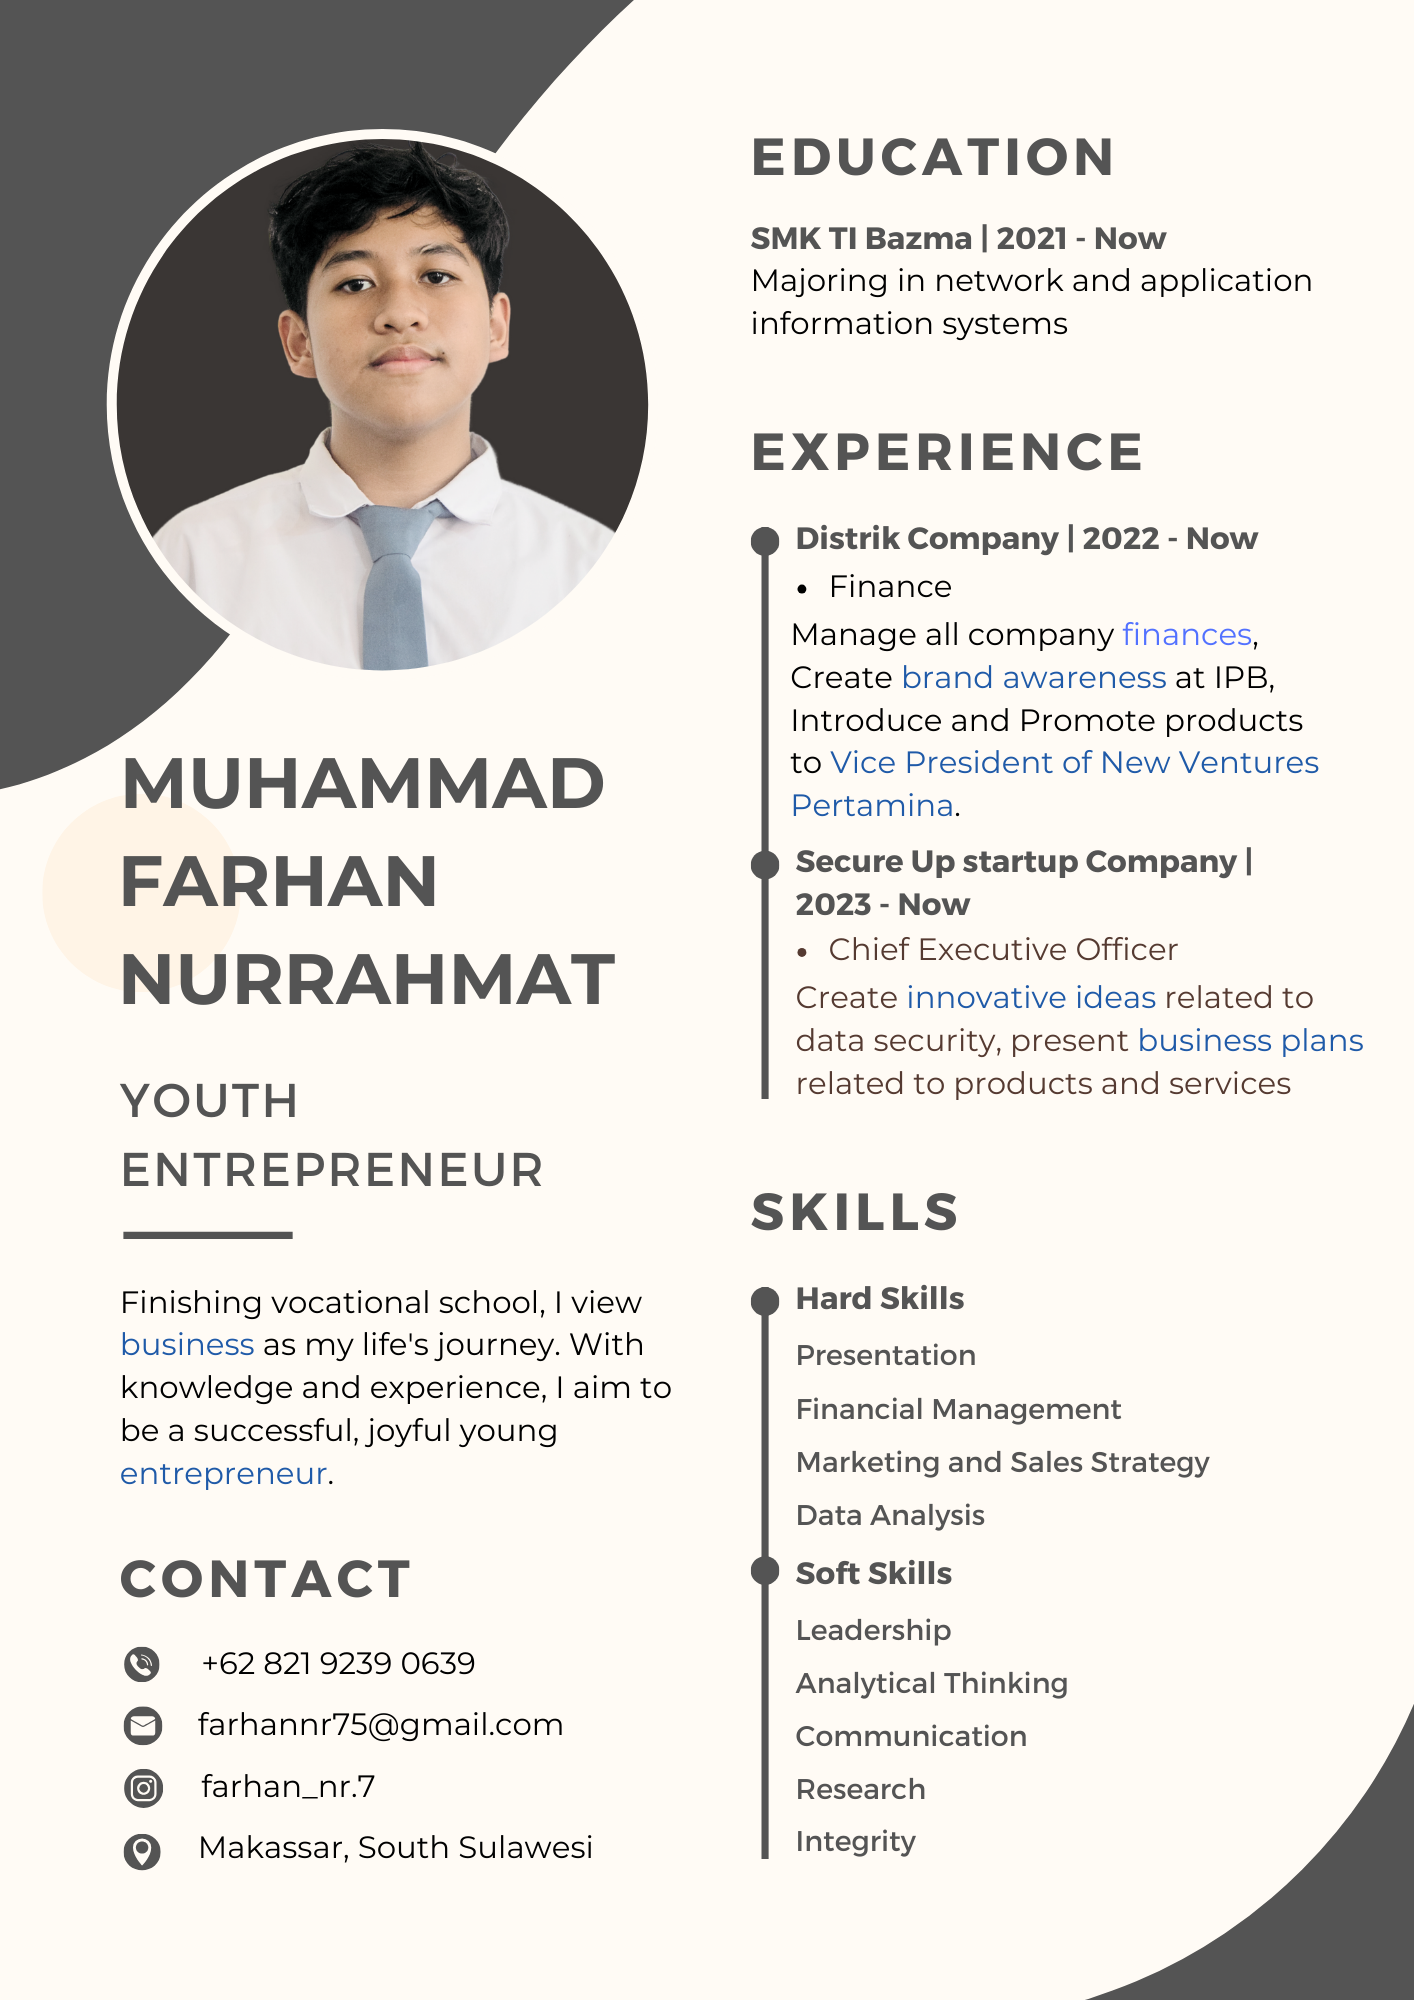 MUHAMMAD
FARHAN
NURRAHMAT
YOUTH
ENTREPRENEUR
Finishing vocational school, I view
business as my life's journey. With
knowledge and experience, I aim to
be a successful, joyful young
entrepreneur.
CONTACT
+62 821 9239 0639
farhannr75@gmail.com
farhan_nr.7
Makassar, South Sulawesi
EDUCATION
SMK TI Bazma | 2021 - Now
Majoring in network and application
information systems
EXPERIENCE
Distrik Company | 2022 - Now
• Finance
Manage all company finances,
Create brand awareness at IPB,
Introduce and Promote products
to Vice President of New Ventures
Pertamina.
Secure Up startup Company |
2023 - Now
• Chief Executive Officer
Create innovative ideas related to
data security, present business plans
related to products and services
SKILLS
Hard Skills
Presentation
Financial Management
Marketing and Sales Strategy
Data Analysis
Soft Skills
Leadership
Analytical Thinking
Communication
Research
Integrity